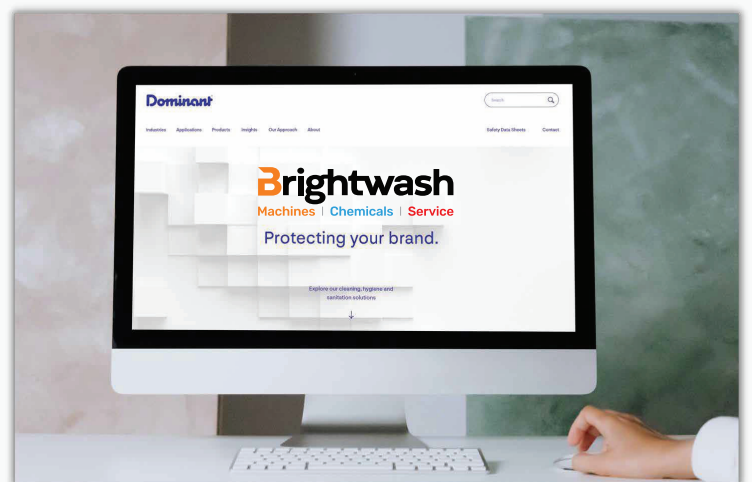 Dominant
Search
Industries Applications Products Insights Our Approach About Safety Data Sheets Contact
Brightwash
Machines | Chemicals | Service
Protecting your brand.
Explore our cleaning, hygiene and
sanitation solutions